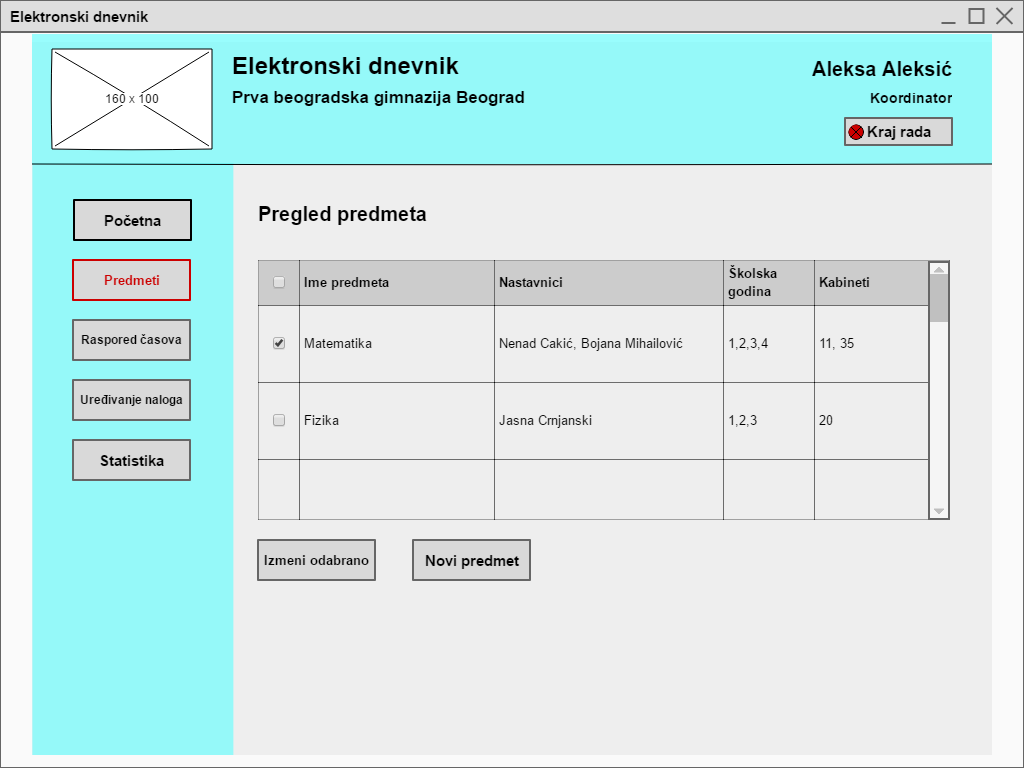 Elektronski dnevnik
160 x 100
Elektronski dnevnik
Prva beogradska gimnazija Beograd
Aleksa Aleksić
Koordinator
Kraj rada
Početna
Predmeti
Raspored časova
Uređivanje naloga
Statistika
Pregled predmeta
Ime predmeta
Nastavnici
Školska
godina
Kabineti
Matematika
Nenad Cakić, Bojana Mihailović
1,2,3,4
11, 35
Fizika
Jasna Crnjanski
1,2,3
20
Izmeni odabrano
Novi predmet